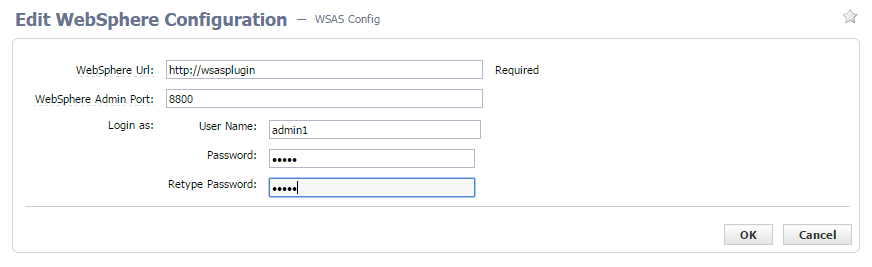 Edit WebSphere Configuration – WSAS Config
WebSphere Url: http://wsasplugin Required
WebSphere Admin Port: 8800
Login as: User Name: admin1
Password: •••••
Retype Password: •••••
OK Cancel